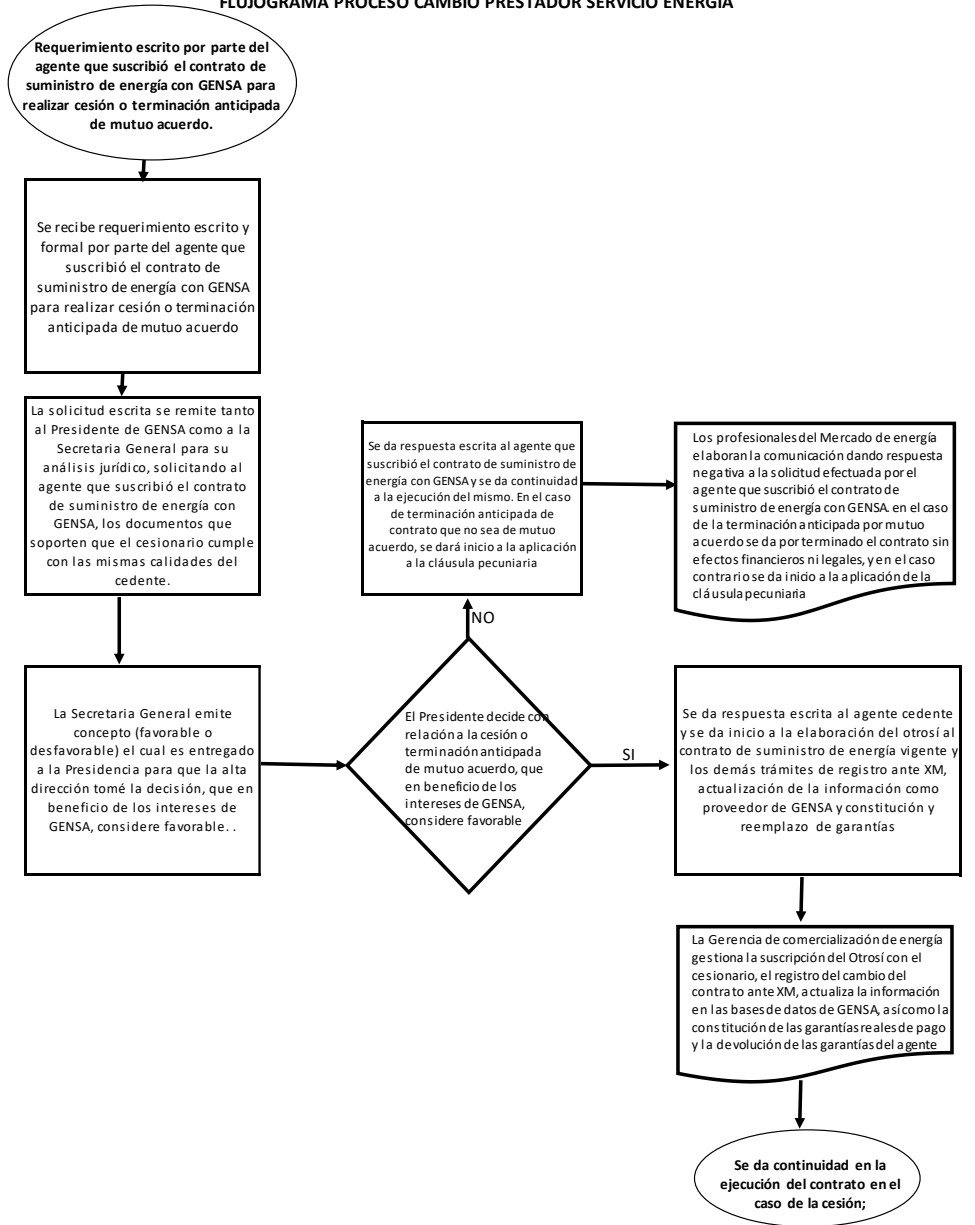 FLUJOGRAMA PROCESO CAMBIO PRESTADOR SERVICIO ENERGIA
Requerimiento escrito por parte del
agente que suscribió el contrato de
suministro de energía con GENSA para
realizar cesión o terminación anticipada
de mutuo acuerdo.
Se recibe requerimiento escrito y
formal por parte del agente que
suscribió el contrato de
suministro de energía con GENSA
para realizar cesión o terminación
anticipada de mutuo acuerdo
La solicitud escrita se remite tanto
al Presidente de GENSA como a la
Secretaria General para su
análisis jurídico, solicitando al
agente que suscribió el contrato
de suministro de energía con
GENSA, los documentos que
soporten que el cesionario cumple
con las mismas calidades del
cedente.
La Secretaria General emite
concepto (favorable o
desfavorable) el cual es entregado
a la Presidencia para que la alta
dirección tomé la decisión, que en
beneficio de los intereses de
GENSA, considere favorable. .
El Presidente decide con
relación a la cesión o
terminación anticipada
de mutuo acuerdo, que
en beneficio de los
intereses de GENSA,
considere favorable
NO
Se da respuesta escrita al agente que
suscribió el contrato de suministro de
energía con GENSA y se da continuidad
a la ejecución del mismo. En el caso
de terminación anticipada de
contrato que no sea de mutuo
acuerdo, se dará inicio a la aplicación
a la cláusula pecuniaria
Los profesionales del Mercado de energía
elaboran la comunicación dando respuesta
negativa a la solicitud efectuada por el
agente que suscribió el contrato de
suministro de energía con GENSA. en el caso
de la terminación anticipada por mutuo
acuerdo se da por terminado el contrato sin
efectos financieros ni legales, y en el caso
contrario se da inicio a la aplicación de la
cláusula pecuniaria
SI
Se da respuesta escrita al agente cedente
y se da inicio a la elaboración del otrosí al
contrato de suministro de energía vigente y
los demás trámites de registro ante XM,
actualización de la información como
proveedor de GENSA y constitución y
reemplazo de garantías
La Gerencia de comercialización de energía
gestiona la suscripción del Otrosí con el
cesionario, el registro del cambio del
contrato ante XM, actualiza la información
en las bases de datos de GENSA, así como la
constitución de las garantías reales de pago
y la devolución de las garantías del agente
Se da continuidad en la
ejecución del contrato en el
caso de la cesión;